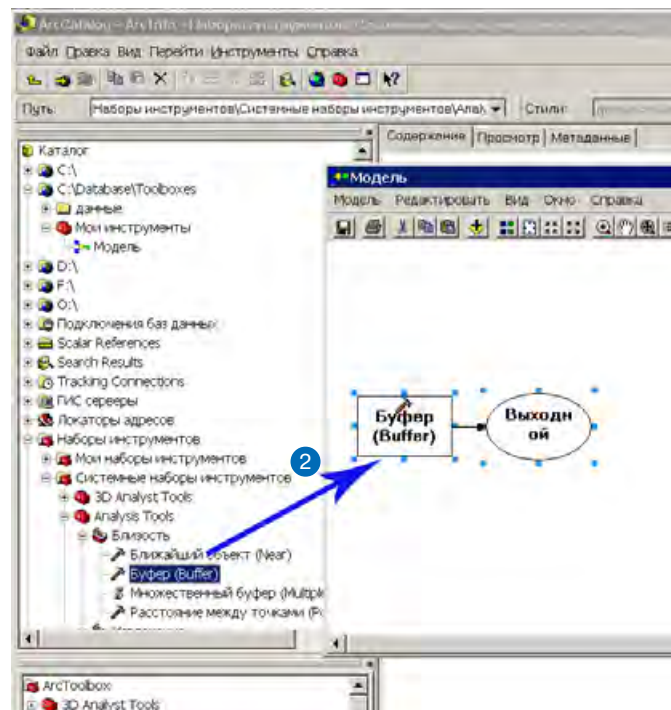 ArcCatalog - ArcInfo - Наборы инструментов
Файл Правка Вид Перейти Инструменты Справка
Путь: Наборы инструментов\Системные наборы инструментов\Anal Стили:
Содержание Просмотр Метаданные
Каталог
C:\
C:\Database\Toolboxes
данные
Мои инструменты
Модель
D:\
F:\
O:\
Подключения баз данных
Scalar References
Search Results
Tracking Connections
ГИС серверы
Локаторы адресов
Наборы инструментов
Мои наборы инструментов
Системные наборы инструментов
3D Analyst Tools
Analysis Tools
Близость
Ближайший объект (Near)
Буфер (Buffer)
Множественный буфер (Multiple
Расстояние между точками (Po
Модель
Модель Редактировать Вид Окно Справка
Буфер
(Buffer)
Выходн
ой
2
ArcToolbox
3D Analyst Tools